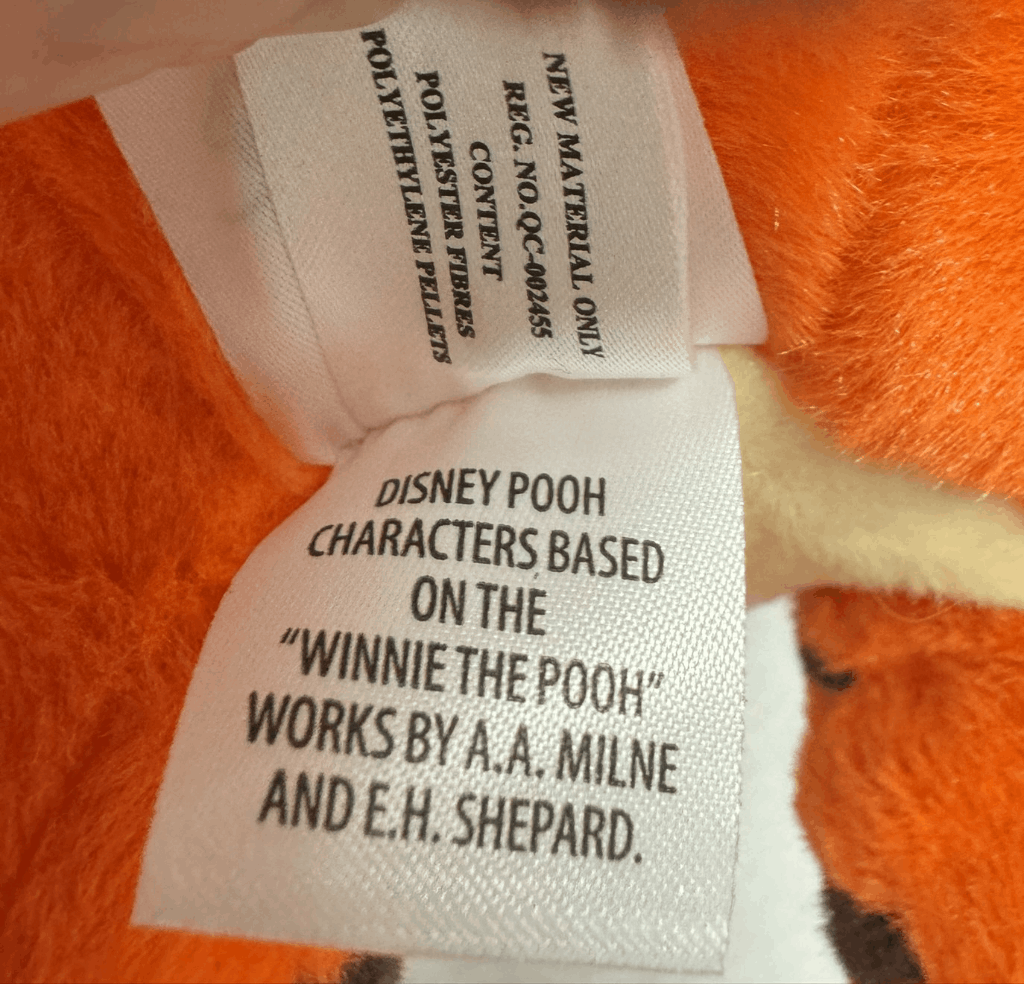 NEW MATERIAL ONLY
REG. NO.QC-002455
CONTENT
POLYESTER FIBRES
POLYETHYLENE PELLETS
DISNEY POOH
CHARACTERS BASED
ON THE
“WINNIE THE POOH”
WORKS BY A.A. MILNE
AND E.H. SHEPARD.